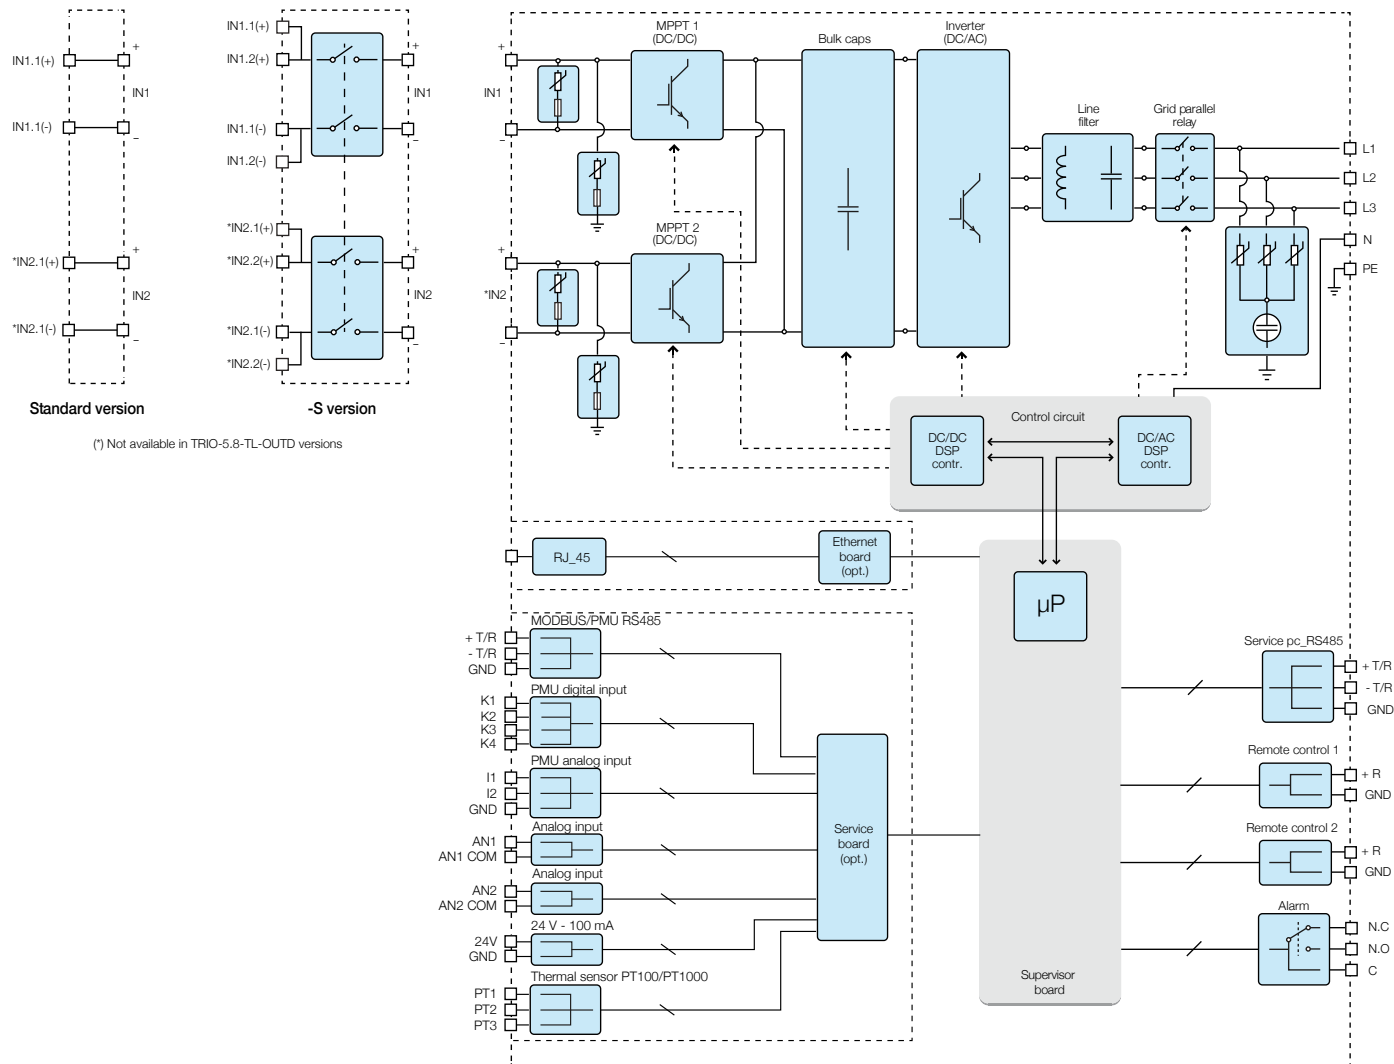 IN1.1(+)
+
IN1
IN1.1(-)
–
*IN2.1(+)
+
IN2
*IN2.1(-)
–
Standard version
IN1.1(+)
IN1.2(+)
+
IN1
IN1.1(-)
–
IN1.2(-)
*IN2.1(+)
+
*IN2.2(+)
IN2
*IN2.1(-)
–
*IN2.2(-)
-S version
(*) Not available in TRIO-5.8-TL-OUTD versions
+
IN1
–
+
*IN2
–
MPPT 1
(DC/DC)
MPPT 2
(DC/DC)
Bulk caps
Inverter
(DC/AC)
Line
filter
Grid parallel
relay
L1
L2
L3
N
PE
Control circuit
DC/DC
DSP
contr.
DC/AC
DSP
contr.
RJ_45
Ethernet
board
(opt.)
µP
MODBUS/PMU RS485
+ T/R
- T/R
GND
PMU digital input
K1
K2
K3
K4
PMU analog input
I1
I2
GND
Analog input
AN1
AN1 COM
Analog input
AN2
AN2 COM
24 V - 100 mA
24V
GND
Thermal sensor PT100/PT1000
PT1
PT2
PT3
Service
board
(opt.)
Supervisor
board
Service pc_RS485
+ T/R
- T/R
GND
Remote control 1
+ R
GND
Remote control 2
+ R
GND
Alarm
N.C
N.O
C